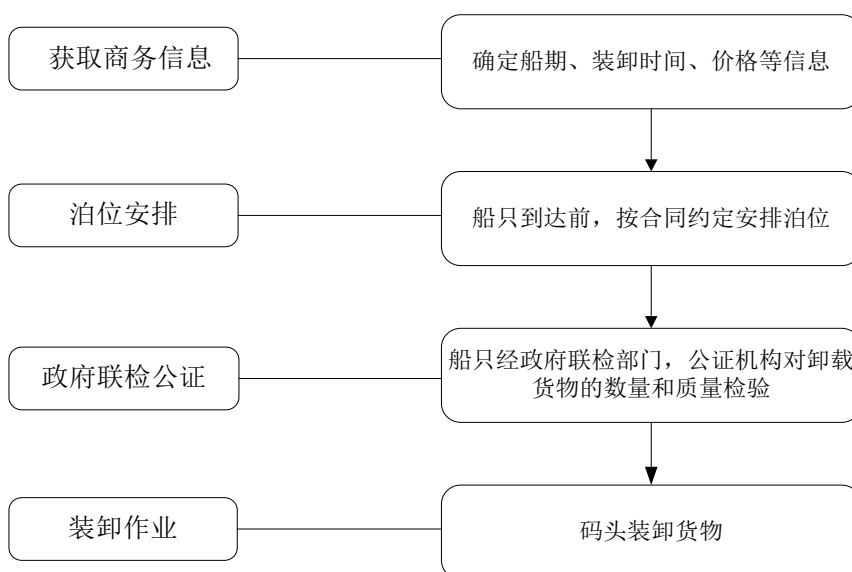 获取商务信息
确定船期、装卸时间、价格等信息
泊位安排
船只到达前，按合同约定安排泊位
政府联检公证
船只经政府联检部门，公证机构对卸载
货物的数量和质量检验
装卸作业
码头装卸货物